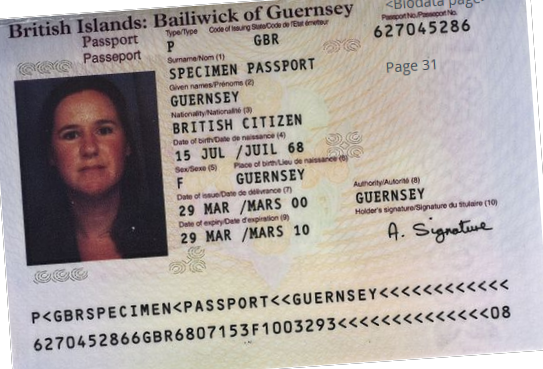 <Biodata page
British Islands: Bailiwick of Guernsey
Passport
Passeport
Type/Type Code of Issuing State/Code de l'Etat émetteur
P GBR
Passport No./Passeport No.
627045286
Page 31
Surname/Nom (1)
SPECIMEN PASSPORT
Given names/Prénoms (2)
GUERNSEY
Nationality/Nationalité (3)
BRITISH CITIZEN
Date of birth/Date de naissance (4)
15 JUL /JUIL 68
Sex/Sexe (5) Place of birth/Lieu de naissance (6)
F GUERNSEY
Date of issue/Date de délivrance (7)
29 MAR /MARS 00
Authority/Autorité (8)
GUERNSEY
Date of expiry/Date d'expiration (9)
29 MAR /MARS 10
Holder's signature/Signature du titulaire (10)
A. Signature
P<GBRSPECIMEN<PASSPORT<<GUERNSEY<<<<<<<<<<<<
6270452866GBR6807153F1003293<<<<<<<<<<<<<<08